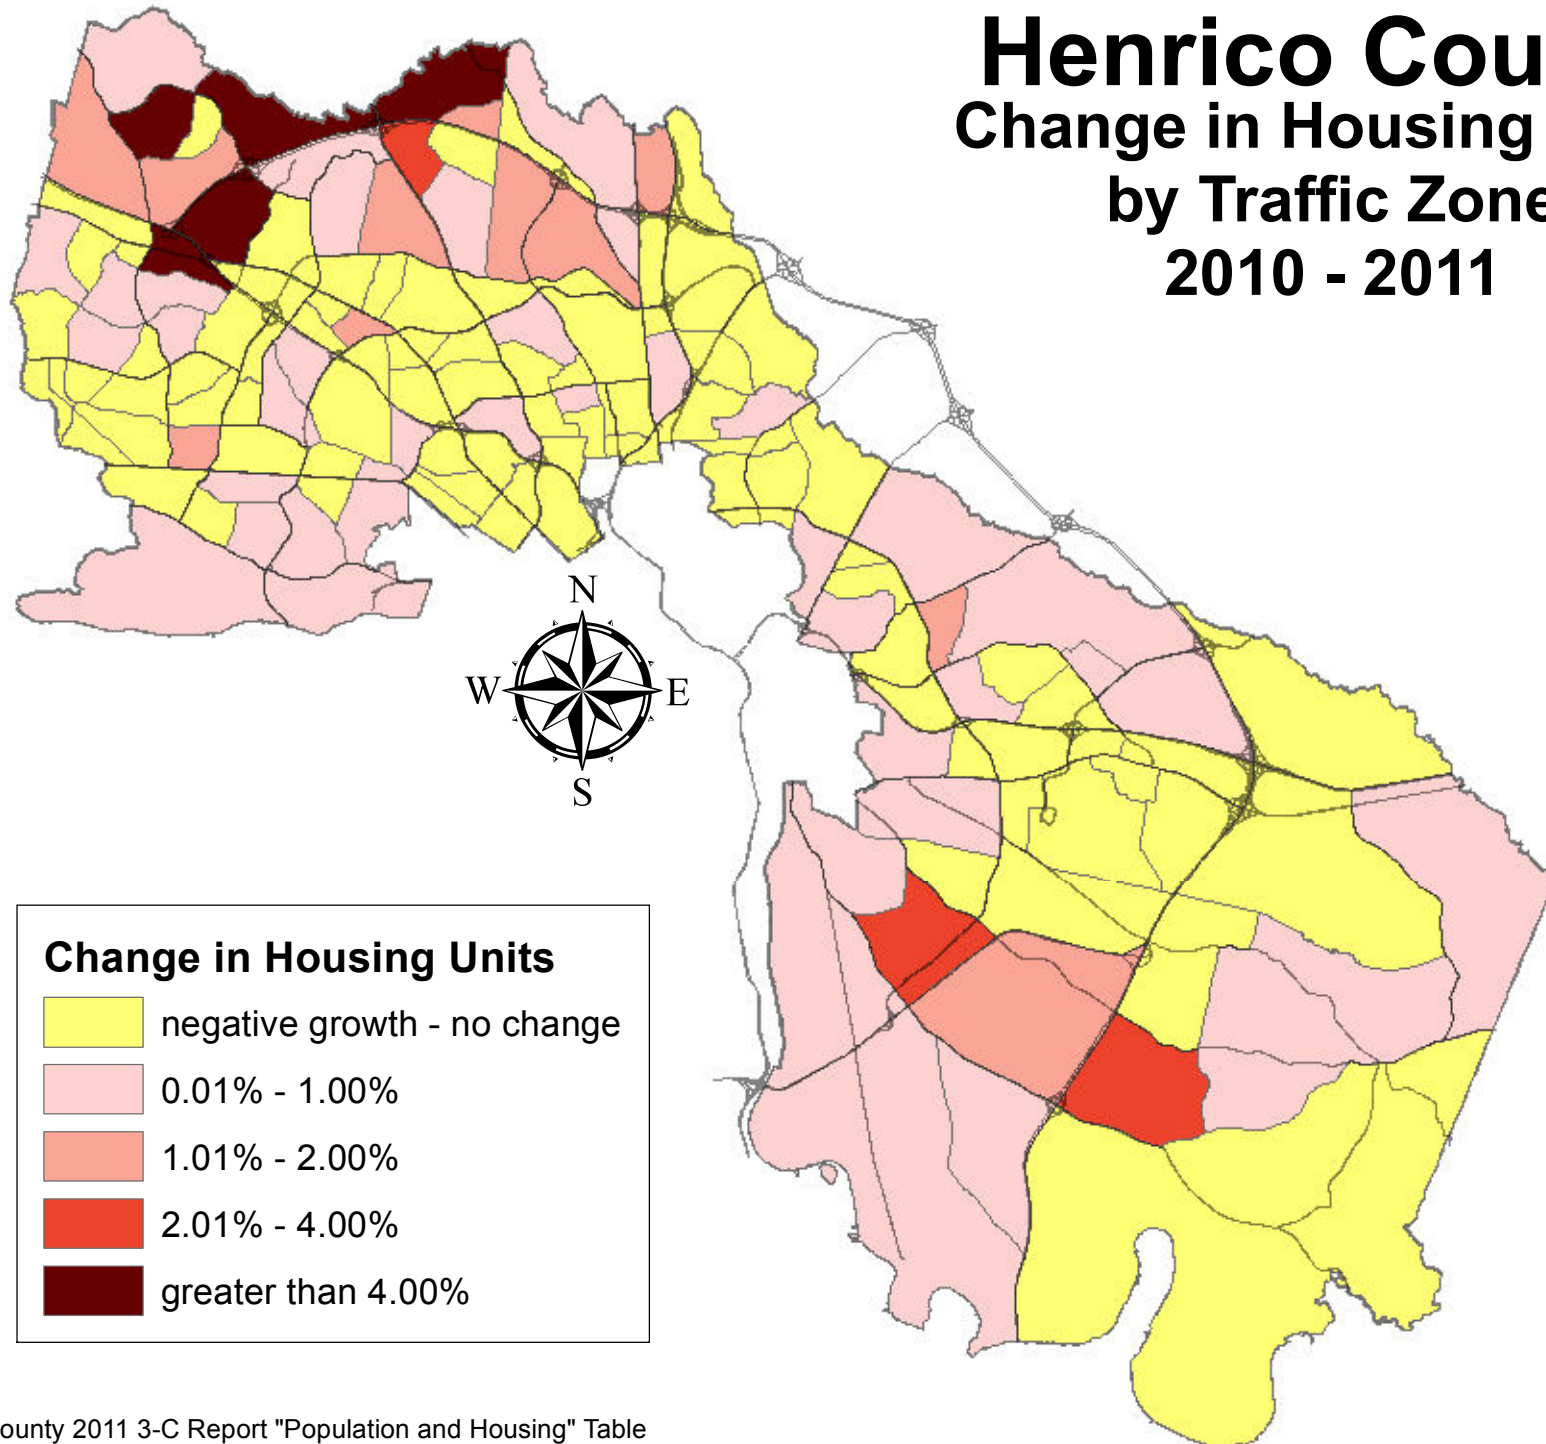 Henrico Cou
Change in Housing
by Traffic Zone
2010 - 2011
N
W
E
S
Change in Housing Units
negative growth - no change
0.01% - 1.00%
1.01% - 2.00%
2.01% - 4.00%
greater than 4.00%
ounty 2011 3-C Report "Population and Housing" Table